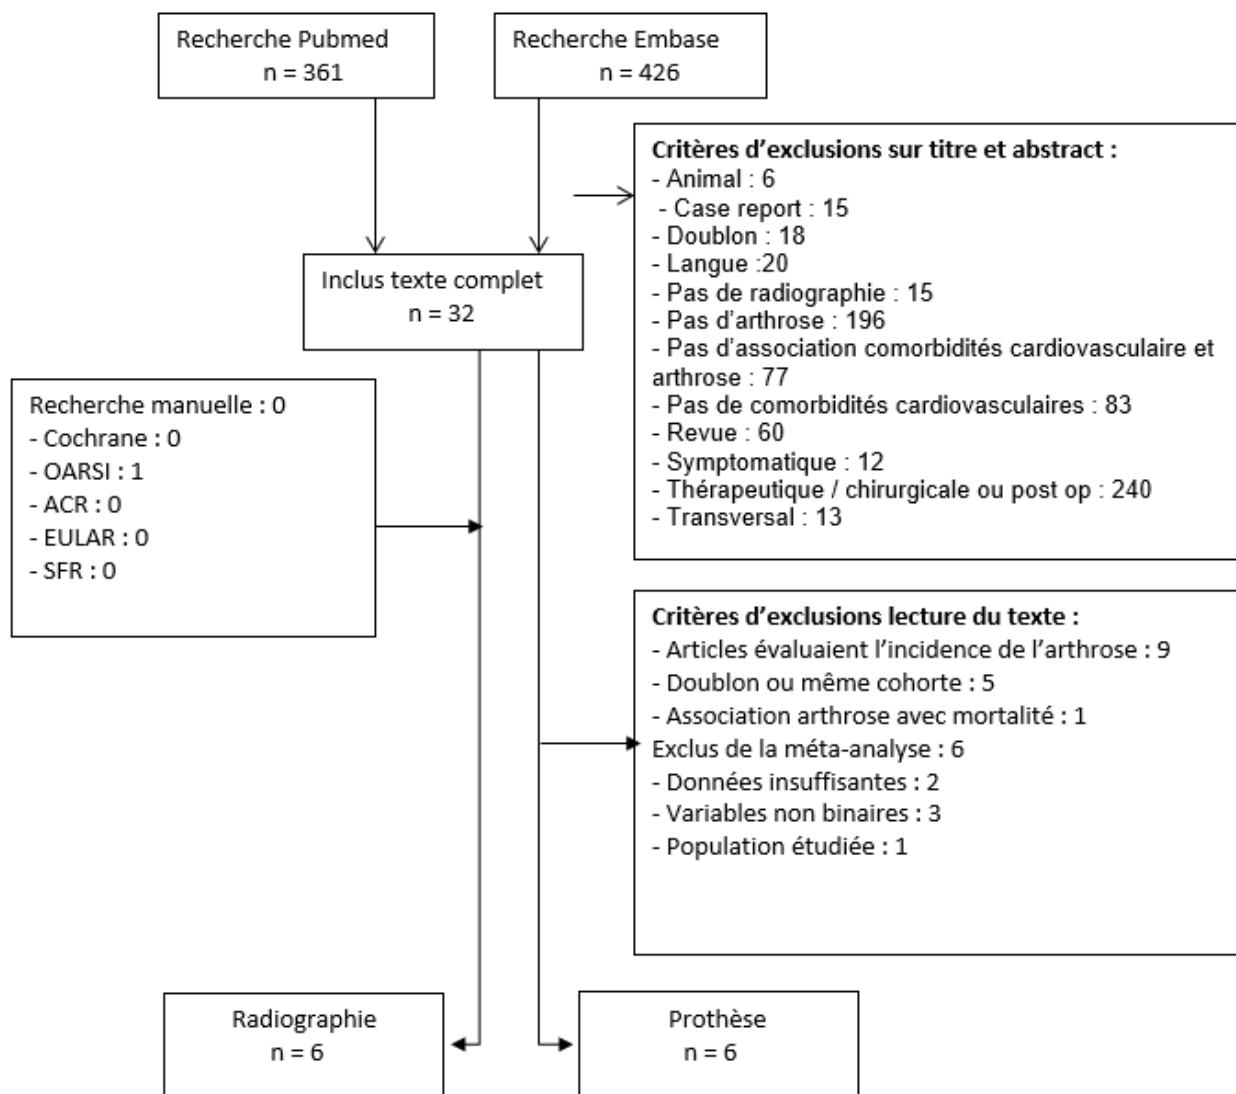 Recherche Pubmed
n = 361
Recherche Embase
n = 426
Critères d’exclusions sur titre et abstract :
- Animal : 6
- Case report : 15
- Doublon : 18
- Langue :20
- Pas de radiographie : 15
- Pas d’arthrose : 196
- Pas d’association comorbidités cardiovasculaire et
arthrose : 77
- Pas de comorbidités cardiovasculaires : 83
- Revue : 60
- Symptomatique : 12
- Thérapeutique / chirurgicale ou post op : 240
- Transversal : 13
Inclus texte complet
n = 32
Recherche manuelle : 0
- Cochrane : 0
- OARSI : 1
- ACR : 0
- EULAR : 0
- SFR : 0
Critères d’exclusions lecture du texte :
- Articles évaluaient l’incidence de l’arthrose : 9
- Doublon ou même cohorte : 5
- Association arthrose avec mortalité : 1
Exclus de la méta-analyse : 6
- Données insuffisantes : 2
- Variables non binaires : 3
- Population étudiée : 1
Radiographie
n = 6
Prothèse
n = 6